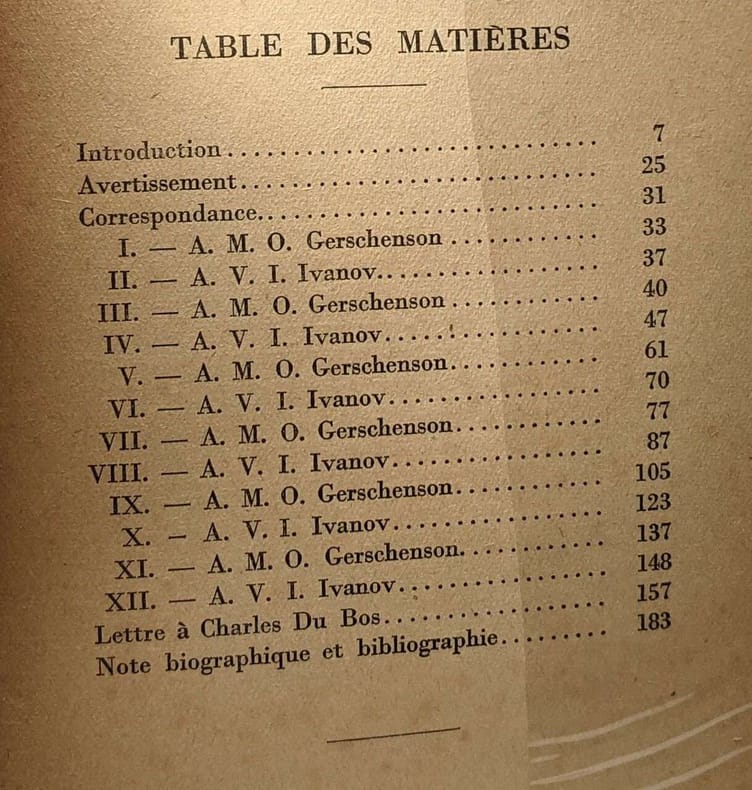 TABLE DES MATIÈRES
Introduction.............................. 7
Avertissement............................. 25
Correspondance............................ 31
I. — A. M. O. Gerschenson ............ 33
II. — A. V. I. Ivanov.................. 37
III. — A. M. O. Gerschenson ............ 40
IV. — A. V. I. Ivanov.................. 47
V. — A. M. O. Gerschenson............. 61
VI. — A. V. I. Ivanov.................. 70
VII. — A. M. O. Gerschenson............. 77
VIII. — A. V. I. Ivanov.................. 87
IX. — A. M. O. Gerschenson............. 105
X. – A. V. I. Ivanov.................. 123
XI. — A. M. O. Gerschenson............. 137
XII. — A. V. I. Ivanov.................. 148
Lettre à Charles Du Bos................... 157
Note biographique et bibliographie......... 183